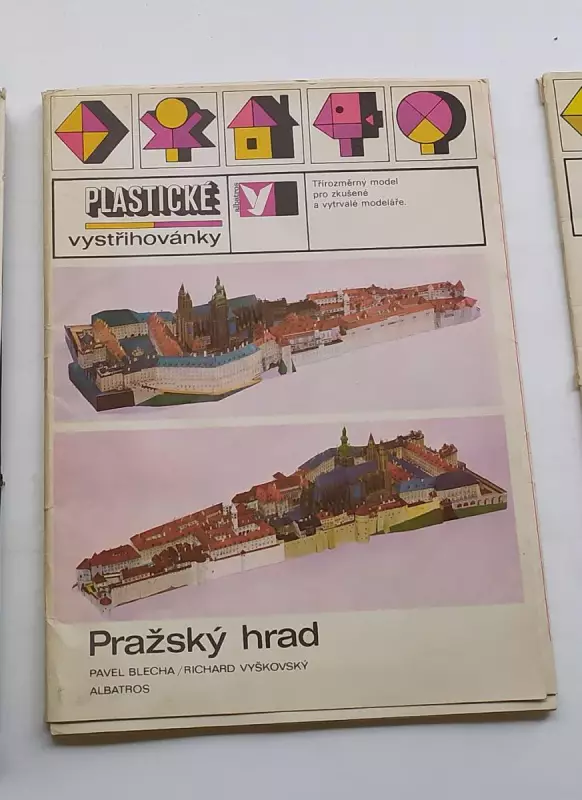 PLASTICKÉ
vystřihovánky
albatros
Třírozměrný model
pro zkušené
a vytrvalé modeláře.
Pražský hrad
PAVEL BLECHA/RICHARD VYŠKOVSKÝ
ALBATROS